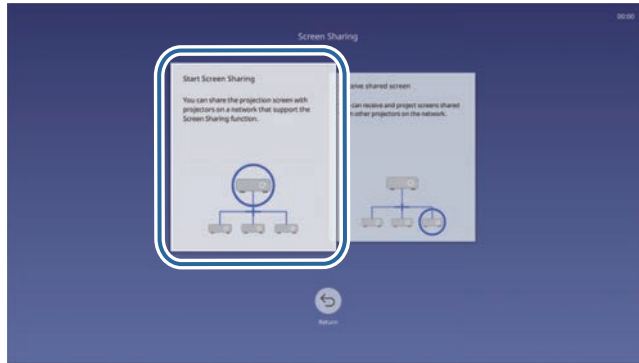 00:00
Screen Sharing
Start Screen Sharing
You can share the projection screen with
projectors on a network that support the
Screen Sharing function.
eive shared screen
can receive and project screens shared
other projectors on the network.
Return